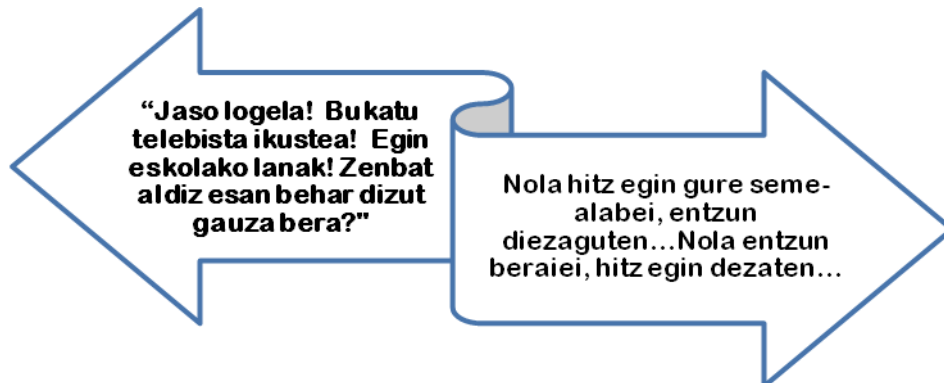 “Jaso logela! Bukatu
telebista ikustea! Egin
eskolako lanak! Zenbat
aldiz esan behar dizut
gauza bera?"
Nola hitz egin gure seme-
alabei, entzun
diezaguten...Nola entzun
beraiei, hitz egin dezaten...